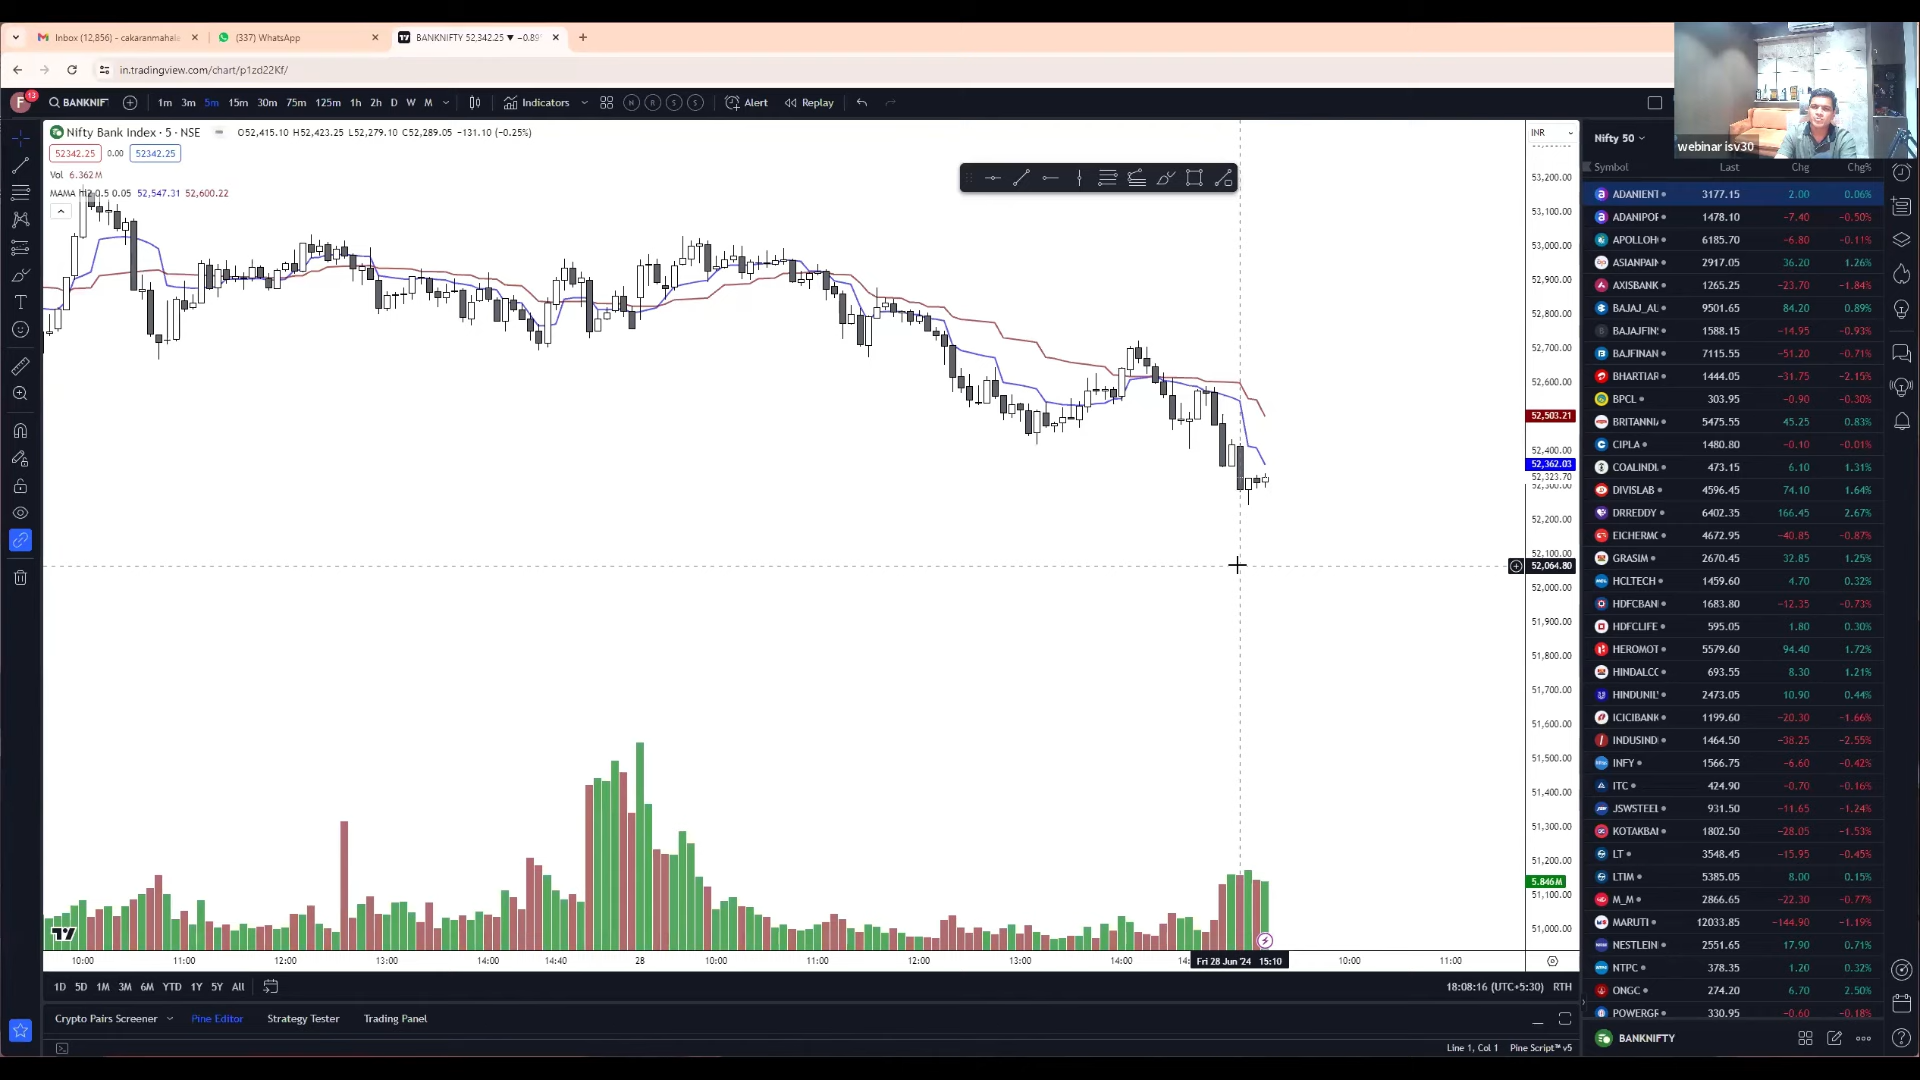 Inbox (12,856) - cakaranmahale
(337) WhatsApp
BANKNIFTY 52,342.25 ▼ −0.89
in.tradingview.com/chart/p1zd22Kf/
webinar isv30
F 13 BANKNIF 1m 3m 5m 15m 30m 75m 125m 1h 2h D W M Indicators N R S S Alert Replay
Nifty Bank Index · 5 · NSE O52,415.10 H52,423.25 L52,279.10 C52,289.05 −131.10 (−0.25%)
52342.25 0.00 52342.25
Vol 6.362M
MAMA hl2 0.5 0.05 52,547.31 52,600.22
INR
53,200.00
53,100.00
53,000.00
52,900.00
52,800.00
52,700.00
52,600.00
52,503.21
52,400.00
52,362.03
52,323.70
52,300.00
52,200.00
52,100.00
52,064.80
52,000.00
51,900.00
51,800.00
51,700.00
51,600.00
51,500.00
51,400.00
51,300.00
51,200.00
5.846M
51,100.00
51,000.00
10:00 11:00 12:00 13:00 14:00 14:40 28 10:00 11:00 12:00 13:00 14:00 14: Fri 28 Jun '24 15:10 10:00 11:00
1D 5D 1M 3M 6M YTD 1Y 5Y All 18:08:16 (UTC+5:30) RTH
Crypto Pairs Screener Pine Editor Strategy Tester Trading Panel
Line 1, Col 1 Pine Script™ v5
Nifty 50
Symbol Last Chg Chg%
ADANIENT 3177.15 2.00 0.06%
ADANIPOR 1478.10 −7.40 −0.50%
APOLLOH 6185.70 −6.80 −0.11%
ASIANPAIN 2917.05 36.20 1.26%
AXISBANK 1265.25 −23.70 −1.84%
BAJAJ_AU 9501.65 84.20 0.89%
BAJAJFIN 1588.15 −14.95 −0.93%
BAJFINAN 7115.55 −51.20 −0.71%
BHARTIAR 1444.05 −31.75 −2.15%
BPCL 303.95 −0.90 −0.30%
BRITANNIA 5475.55 45.25 0.83%
CIPLA 1480.80 −0.10 −0.01%
COALINDI 473.15 6.10 1.31%
DIVISLAB 4596.45 74.10 1.64%
DRREDDY 6402.35 166.45 2.67%
EICHERMO 4672.95 −40.85 −0.87%
GRASIM 2670.45 32.85 1.25%
HCLTECH 1459.60 4.70 0.32%
HDFCBAN 1683.80 −12.35 −0.73%
HDFCLIFE 595.05 1.80 0.30%
HEROMOT 5579.60 94.40 1.72%
HINDALCO 693.55 8.30 1.21%
HINDUNIL 2473.05 10.90 0.44%
ICICIBANK 1199.60 −20.30 −1.66%
INDUSIND 1464.50 −38.25 −2.55%
INFY 1566.75 −6.60 −0.42%
ITC 424.90 −0.70 −0.16%
JSWSTEEL 931.50 −11.65 −1.24%
KOTAKBAN 1802.50 −28.05 −1.53%
LT 3548.45 −15.95 −0.45%
LTIM 5385.05 8.00 0.15%
M_M 2866.65 −22.30 −0.77%
MARUTI 12033.85 −144.90 −1.19%
NESTLEIN 2551.65 17.90 0.71%
NTPC 378.35 1.20 0.32%
ONGC 274.20 6.70 2.50%
POWERGR 330.95 −0.60 −0.18%
BANKNIFTY